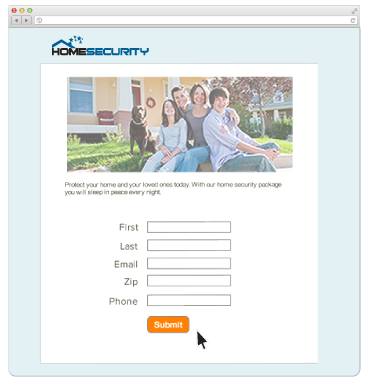 HOMESECURITY
Protect your home and your loved ones today. With our home security package
you will sleep in peace every night.
First
Last
Email
Zip
Phone
Submit